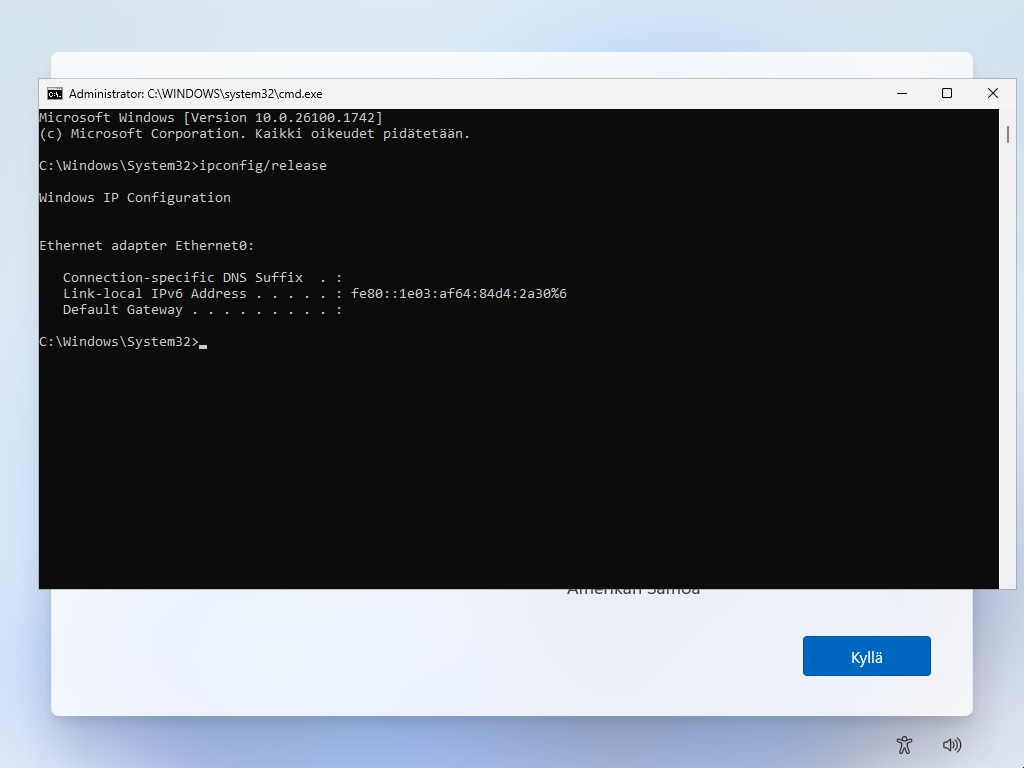 Administrator: C:\WINDOWS\system32\cmd.exe
Microsoft Windows [Version 10.0.26100.1742]
(c) Microsoft Corporation. Kaikki oikeudet pidätetään.
C:\Windows\System32>ipconfig/release
Windows IP Configuration
Ethernet adapter Ethernet0:
Connection-specific DNS Suffix  . :
Link-local IPv6 Address . . . . . : fe80::1e03:af64:84d4:2a30%6
Default Gateway . . . . . . . . . :
C:\Windows\System32>
Amerikan Samoa
Kyllä